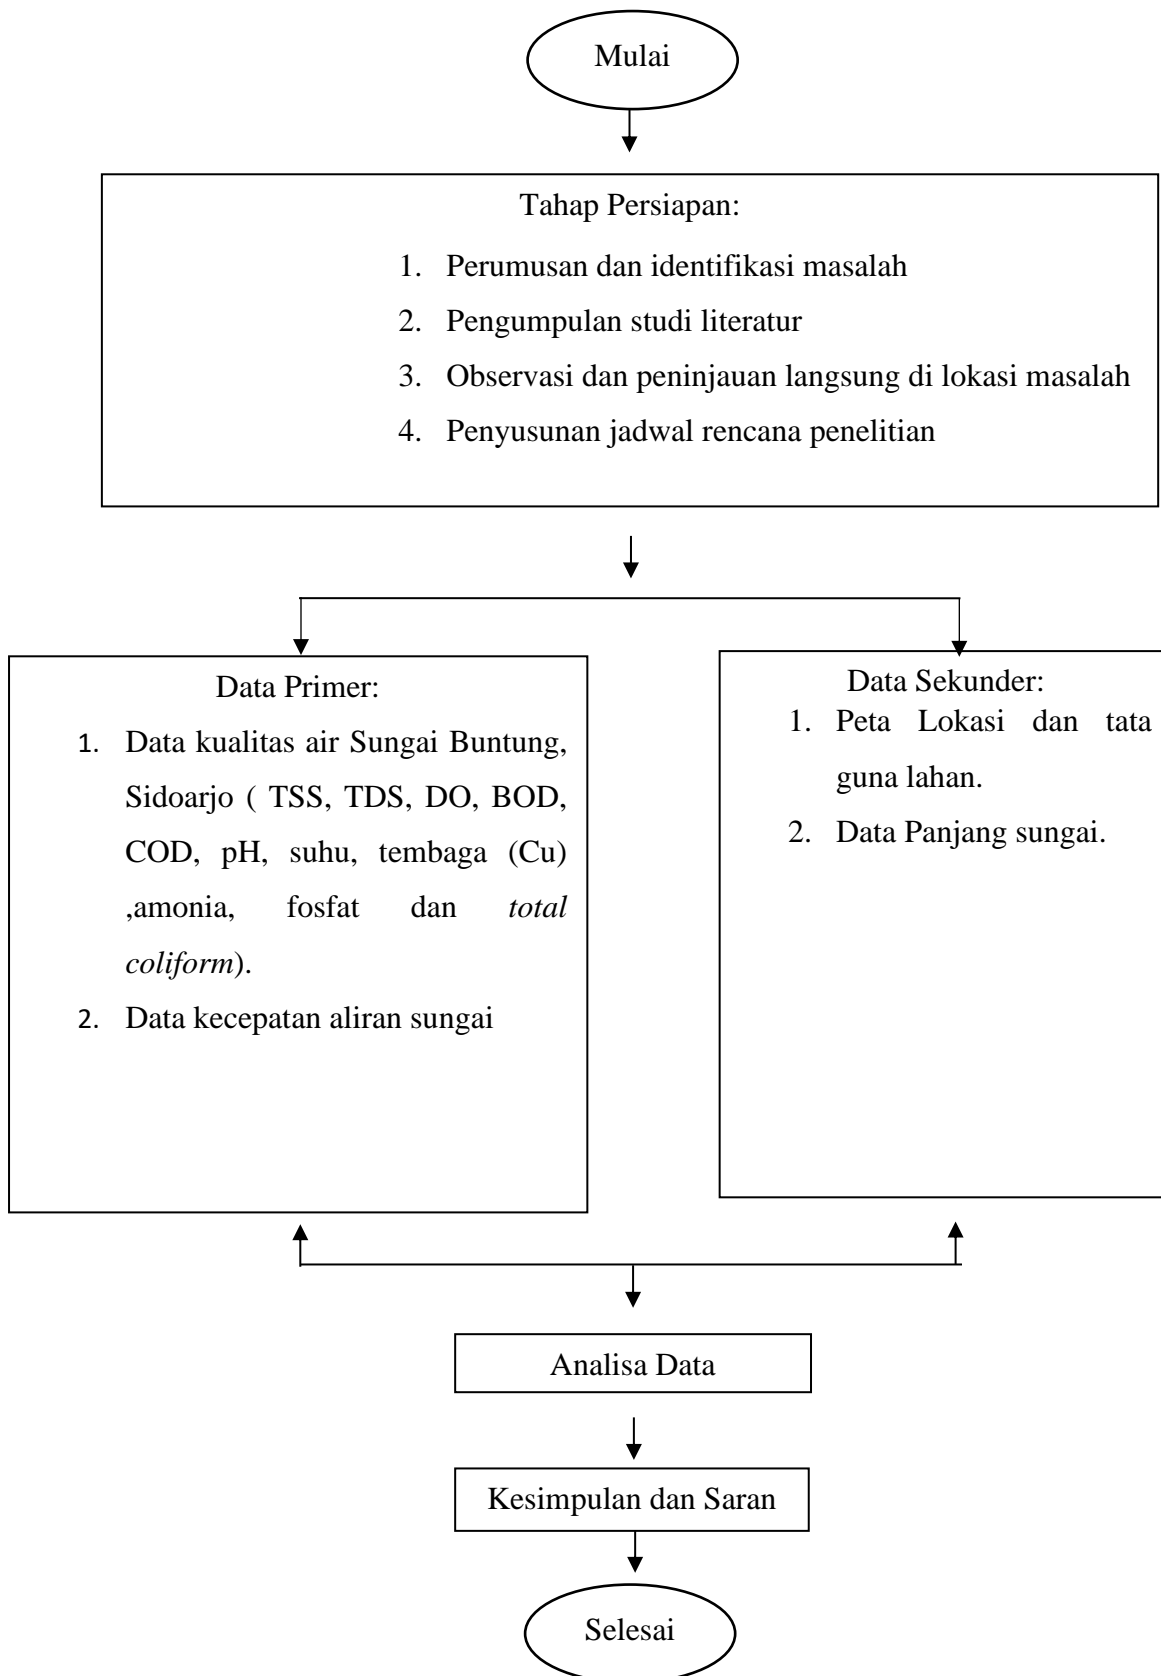 Mulai
Tahap Persiapan:
1. Perumusan dan identifikasi masalah
2. Pengumpulan studi literatur
3. Observasi dan peninjauan langsung di lokasi masalah
4. Penyusunan jadwal rencana penelitian
Data Primer:
1. Data kualitas air Sungai Buntung,
Sidoarjo ( TSS, TDS, DO, BOD,
COD, pH, suhu, tembaga (Cu)
,amonia, fosfat dan total
coliform).
2. Data kecepatan aliran sungai
Data Sekunder:
1. Peta Lokasi dan tata
guna lahan.
2. Data Panjang sungai.
Analisa Data
Kesimpulan dan Saran
Selesai